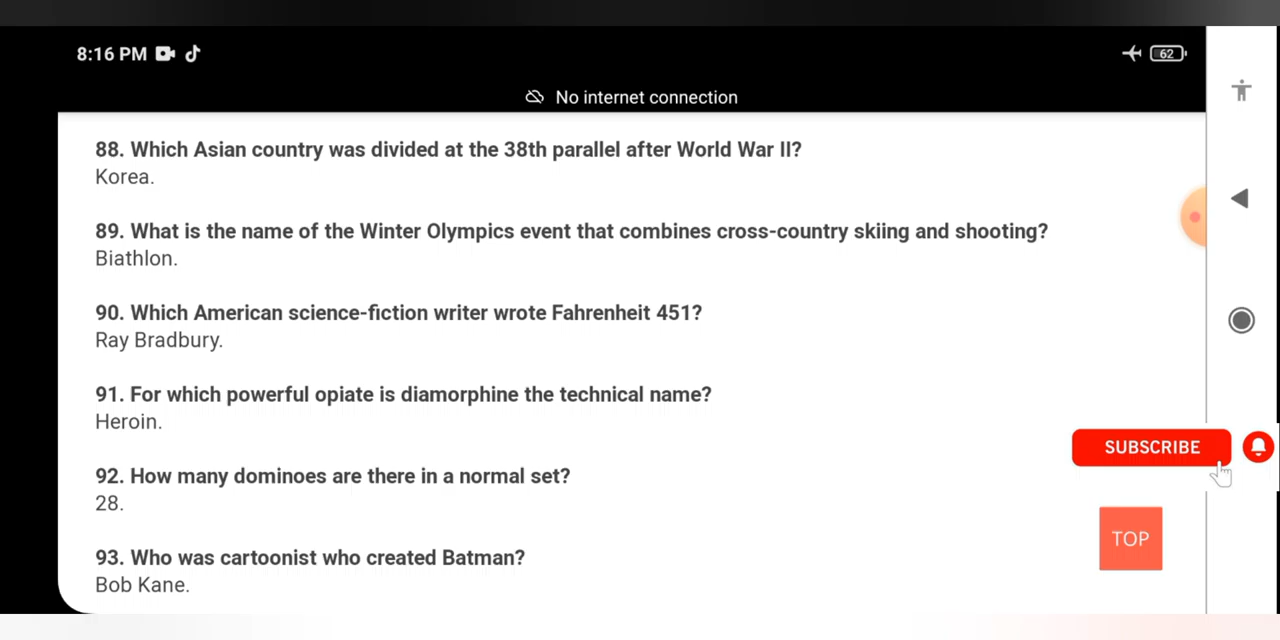 8:16 PM
62
No internet connection
88. Which Asian country was divided at the 38th parallel after World War II?
Korea.
89. What is the name of the Winter Olympics event that combines cross-country skiing and shooting?
Biathlon.
90. Which American science-fiction writer wrote Fahrenheit 451?
Ray Bradbury.
91. For which powerful opiate is diamorphine the technical name?
Heroin.
SUBSCRIBE
92. How many dominoes are there in a normal set?
28.
TOP
93. Who was cartoonist who created Batman?
Bob Kane.